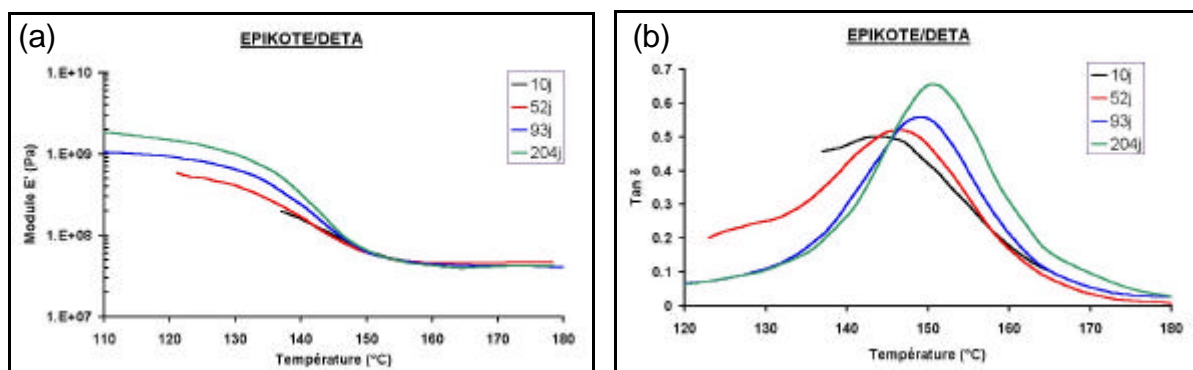 (a)
EPIKOTE/DETA
Module E' (Pa)
1.E+10
1.E+09
1.E+08
1.E+07
110 120 130 140 150 160 170 180
Température (°C)
10j
52j
93j
204j
(b)
EPIKOTE/DETA
Tan δ
0.7
0.6
0.5
0.4
0.3
0.2
0.1
0
120 130 140 150 160 170 180
Température (°C)
10j
52j
93j
204j